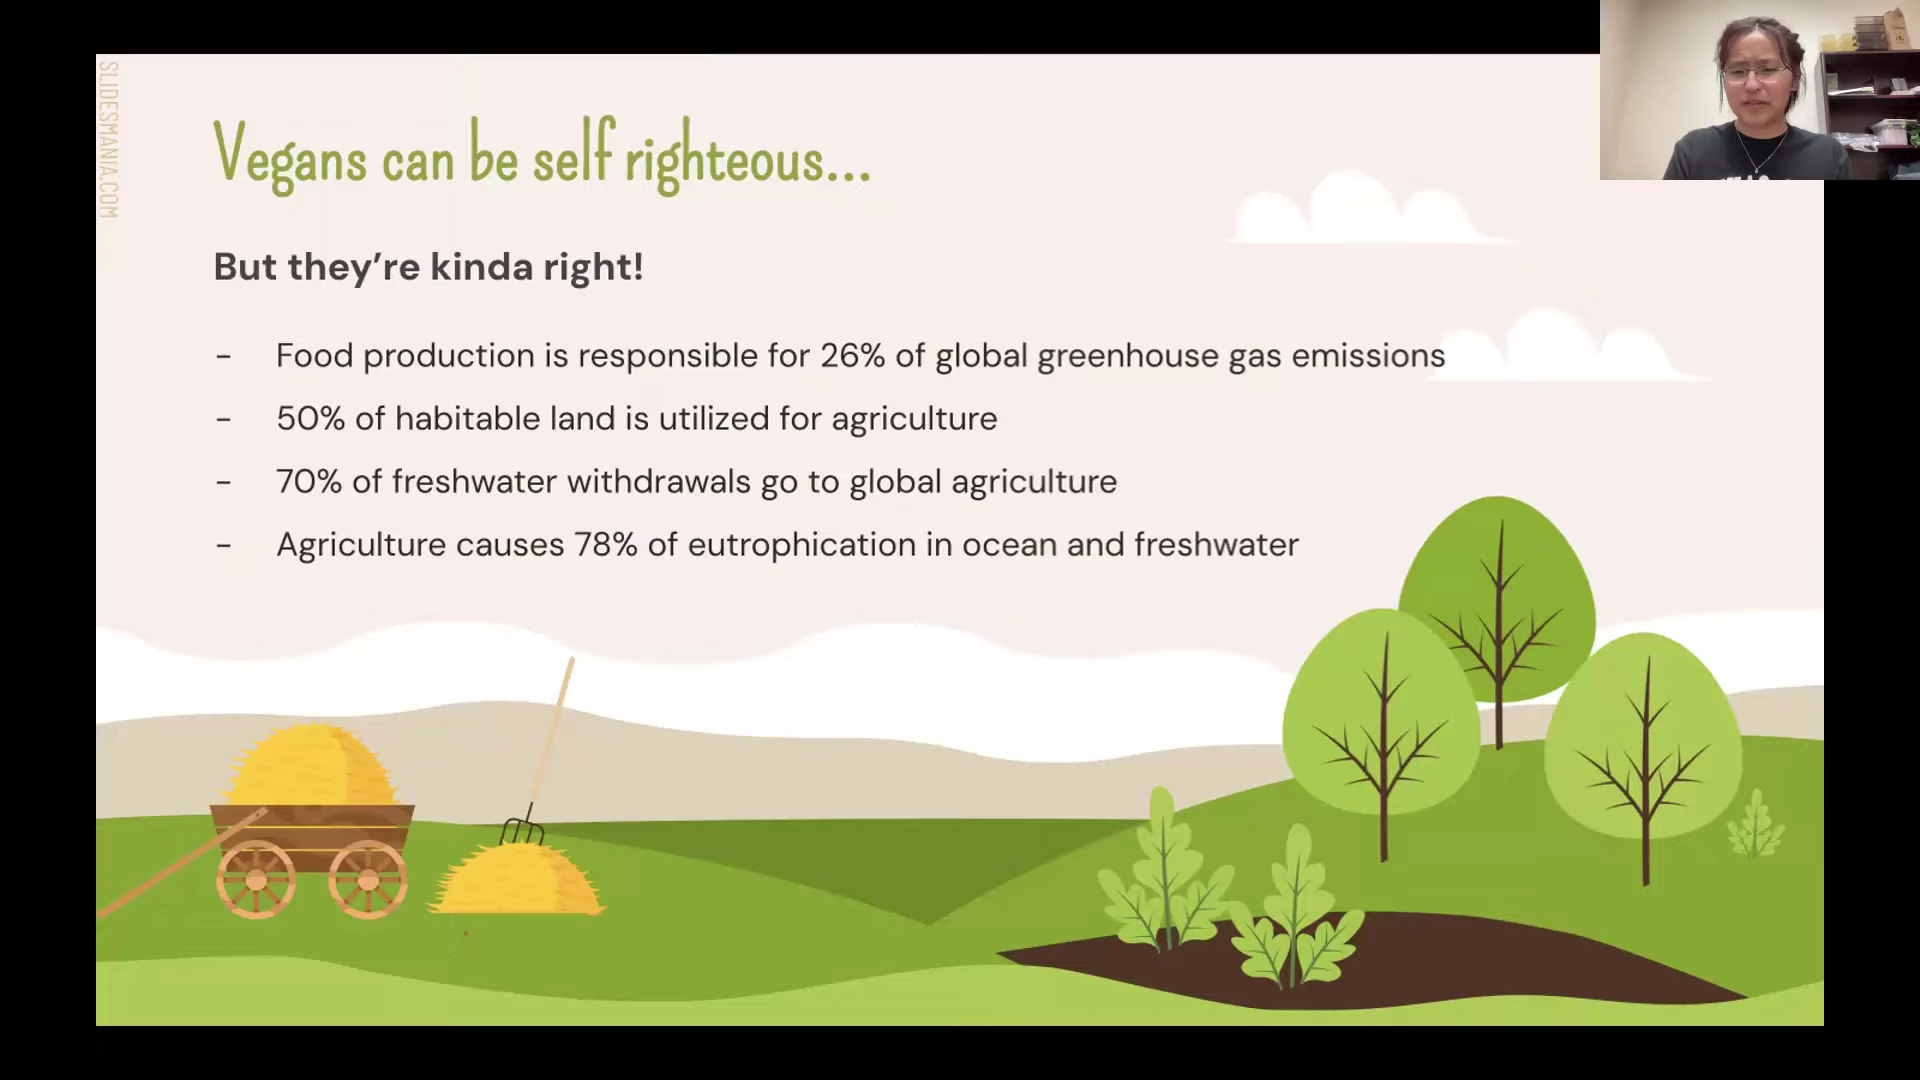 SLIDESMANIA.COM
Vegans can be self righteous...
But they're kinda right!
- Food production is responsible for 26% of global greenhouse gas emissions
- 50% of habitable land is utilized for agriculture
- 70% of freshwater withdrawals go to global agriculture
- Agriculture causes 78% of eutrophication in ocean and freshwater